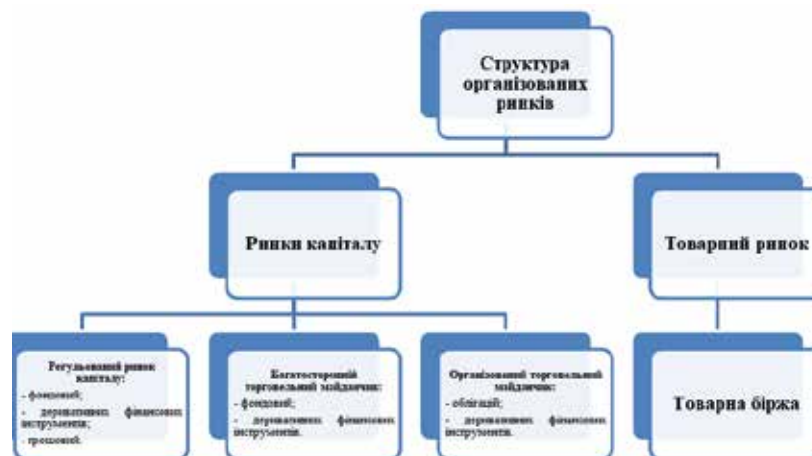 Структура
організованих
ринків
Ринки капіталу
Товарний ринок
Регульований ринок
капіталу:
- фондовий;
- деривативних фінансових
інструментів;
- грошовий.
Багатосторонній
торговельний майданчик:
- фондовий;
- деривативних фінансових
інструментів.
Організований торговельний
майданчик:
- облігацій;
- деривативних фінансових
інструментів.
Товарна біржа